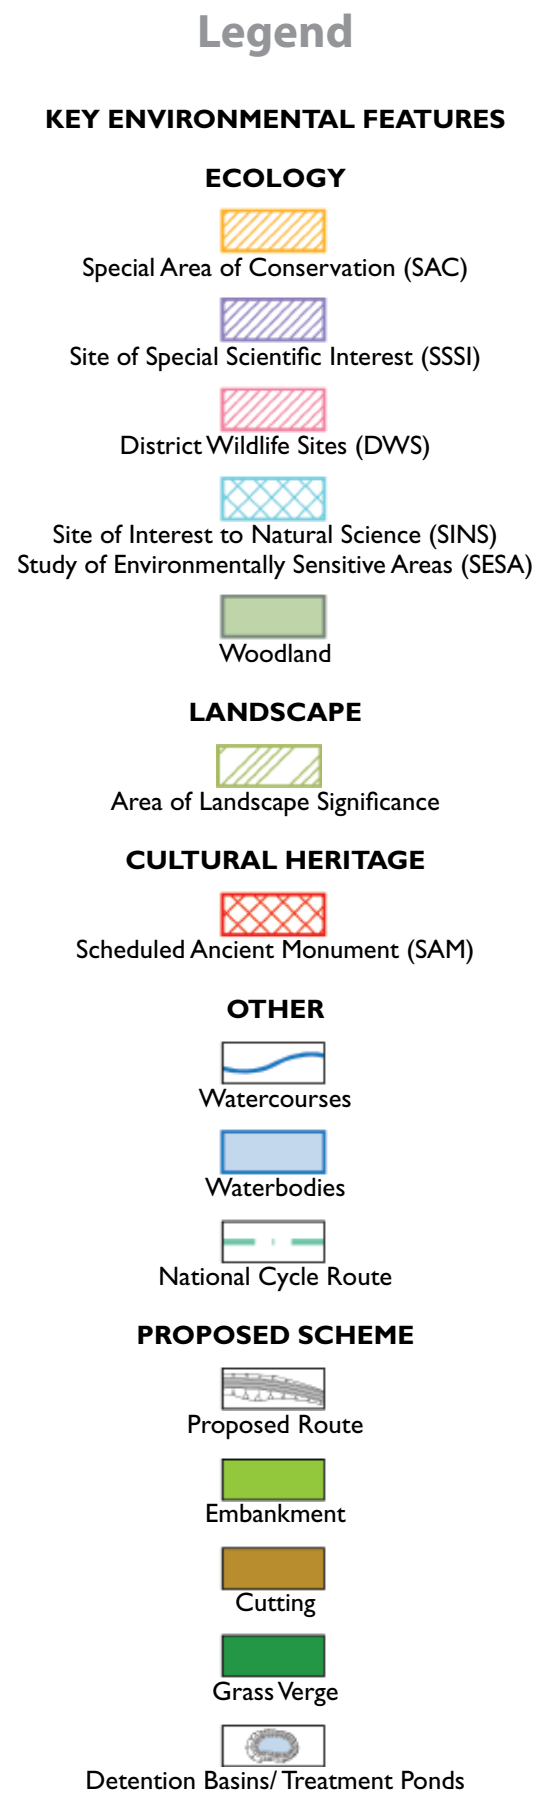 Legend
KEY ENVIRONMENTAL FEATURES
ECOLOGY
Special Area of Conservation (SAC)
Site of Special Scientific Interest (SSSI)
District Wildlife Sites (DWS)
Site of Interest to Natural Science (SINS)
Study of Environmentally Sensitive Areas (SESA)
Woodland
LANDSCAPE
Area of Landscape Significance
CULTURAL HERITAGE
Scheduled Ancient Monument (SAM)
OTHER
Watercourses
Waterbodies
National Cycle Route
PROPOSED SCHEME
Proposed Route
Embankment
Cutting
Grass Verge
Detention Basins/ Treatment Ponds